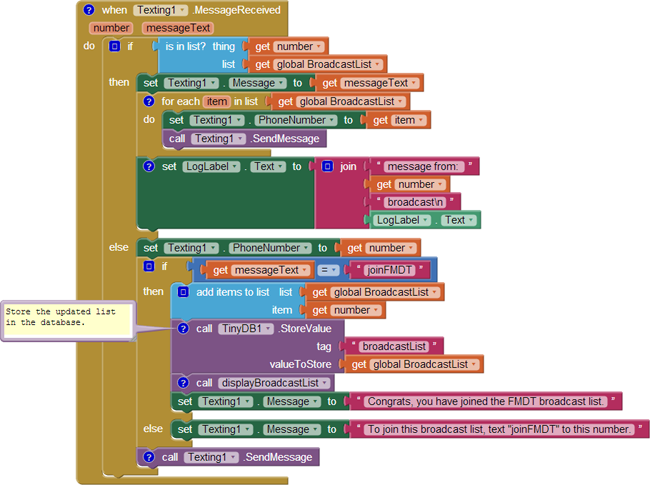 when Texting1 .MessageReceived
number messageText
do if is in list? thing get number
list get global BroadcastList
then set Texting1 . Message to get messageText
for each item in list get global BroadcastList
do set Texting1 . PhoneNumber to get item
call Texting1 .SendMessage
set LogLabel . Text to join " message from: "
get number
" broadcast\n "
LogLabel . Text
else set Texting1 . PhoneNumber to get number
if get messageText = " joinFMDT "
then add items to list list get global BroadcastList
item get number
Store the updated list
in the database.
call TinyDB1 .StoreValue
tag " broadcastList "
valueToStore get global BroadcastList
call displayBroadcastList
set Texting1 . Message to " Congrats, you have joined the FMDT broadcast list. "
else set Texting1 . Message to " To join this broadcast list, text "joinFMDT" to this number. "
call Texting1 .SendMessage